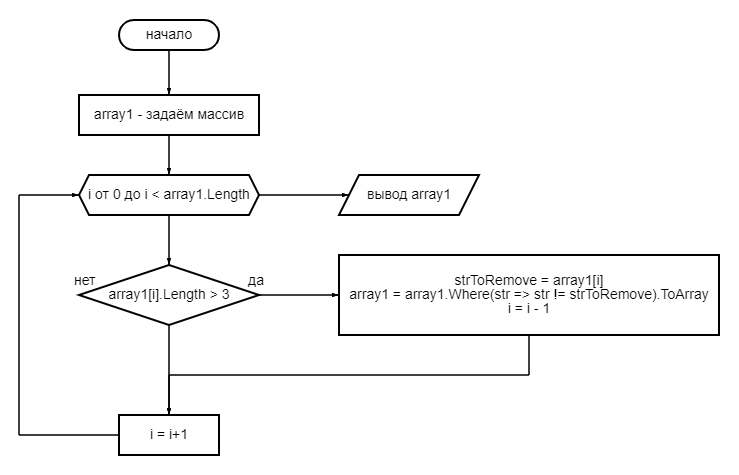 начало
array1 - задаём массив
i от 0 до i < array1.Length
вывод array1
нет
да
array1[i].Length > 3
strToRemove = array1[i]
array1 = array1.Where(str => str != strToRemove).ToArray
i = i - 1
i = i+1